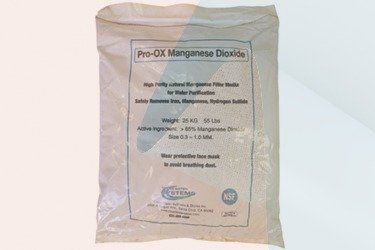 Pro-OX Manganese Dioxide
High Purity Natural Manganese Filter Media
for Water Purification
Safely Removes Iron, Manganese, Hydrogen Sulfide
Weight: 25 KG 55 Lbs
Active Ingredient: > 65% Manganese Dioxide
Size 0.3 – 1.0 MM.
Wear protective face mask
to avoid breathing dust.
SYSTEMS
NSF